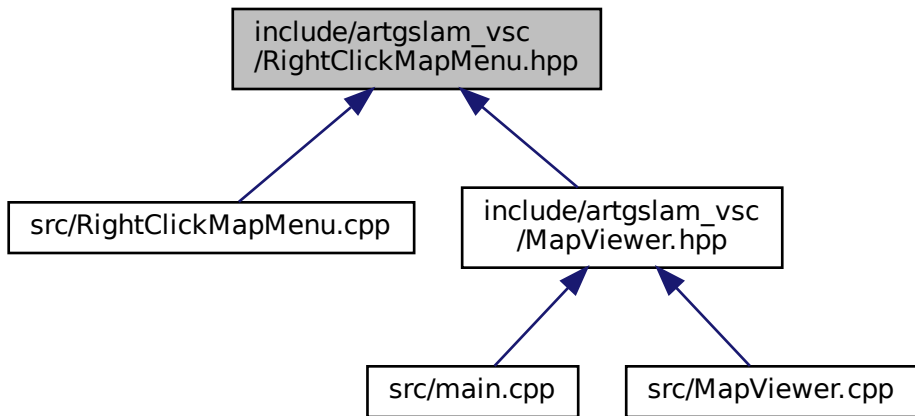 include/artgslam_vsc
/RightClickMapMenu.hpp
src/RightClickMapMenu.cpp
include/artgslam_vsc
/MapViewer.hpp
src/main.cpp
src/MapViewer.cpp